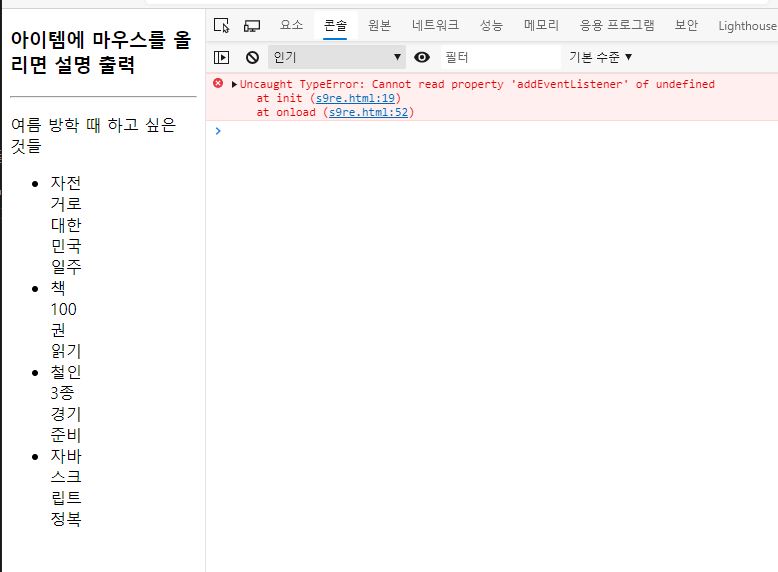 아이템에 마우스를 올
리면 설명 출력
여름 방학 때 하고 싶은
것들
자전
거로
대한
민국
일주
책
100
권
읽기
철인
3종
경기
준비
자바
스크
립트
정복
요소 콘솔 원본 네트워크 성능 메모리 응용 프로그램 보안 Lighthouse
인기 ▼ 필터 기본 수준 ▼
Uncaught TypeError: Cannot read property 'addEventListener' of undefined
at init (s9re.html:19)
at onload (s9re.html:52)